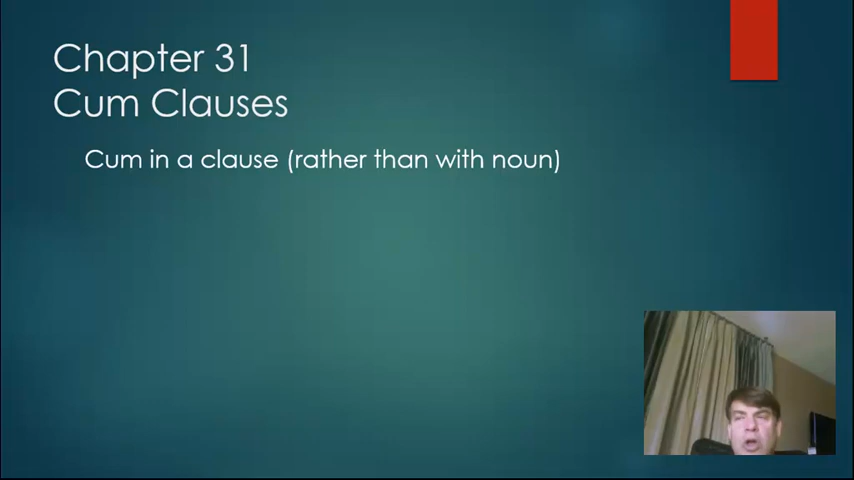 Chapter 31
Cum Clauses
Cum in a clause (rather than with noun)